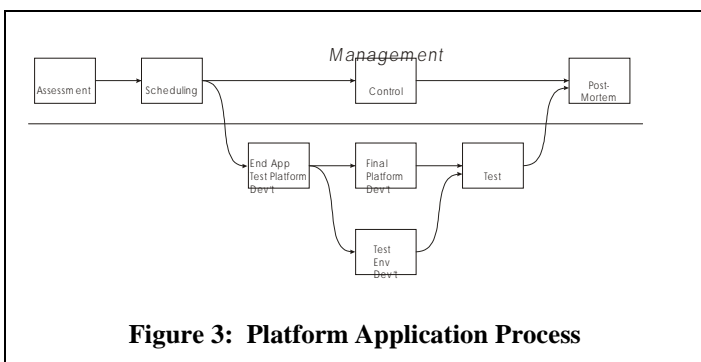 Management
Assessment
Scheduling
Control
Post-
Mortem
End App
Test Platform
Dev't
Final
Platform
Dev't
Test
Test
Env
Dev't
Figure 3: Platform Application Process